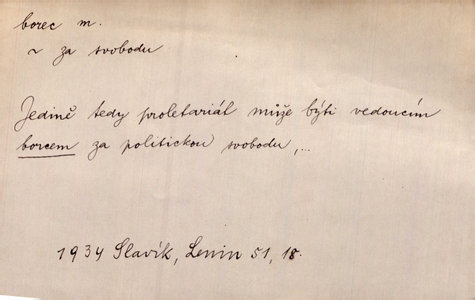 borec m.
~ za svobodu
Jedině tedy proletariát může býti vedoucím
borcem za politickou svobodu,...
1934 Slavík, Lenin 51, 18.